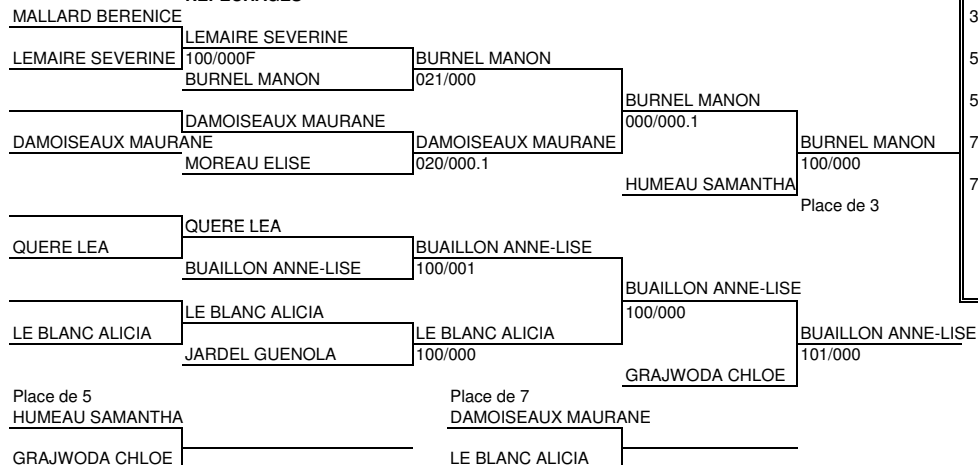 MALLARD BERENICE
LEMAIRE SEVERINE
LEMAIRE SEVERINE 100/000F BURNEL MANON
BURNEL MANON 021/000
BURNEL MANON
DAMOISEAUX MAURANE 000/000.1
DAMOISEAUX MAURANE DAMOISEAUX MAURANE BURNEL MANON
MOREAU ELISE 020/000.1 100/000
HUMEAU SAMANTHA
Place de 3
QUERE LEA
QUERE LEA BUAILLON ANNE-LISE
BUAILLON ANNE-LISE 100/001
BUAILLON ANNE-LISE
LE BLANC ALICIA 100/000
LE BLANC ALICIA LE BLANC ALICIA BUAILLON ANNE-LISE
JARDEL GUENOLA 100/000 101/000
GRAJWODA CHLOE
Place de 5 Place de 7
HUMEAU SAMANTHA DAMOISEAUX MAURANE
GRAJWODA CHLOE LE BLANC ALICIA
3
5
5
7
7